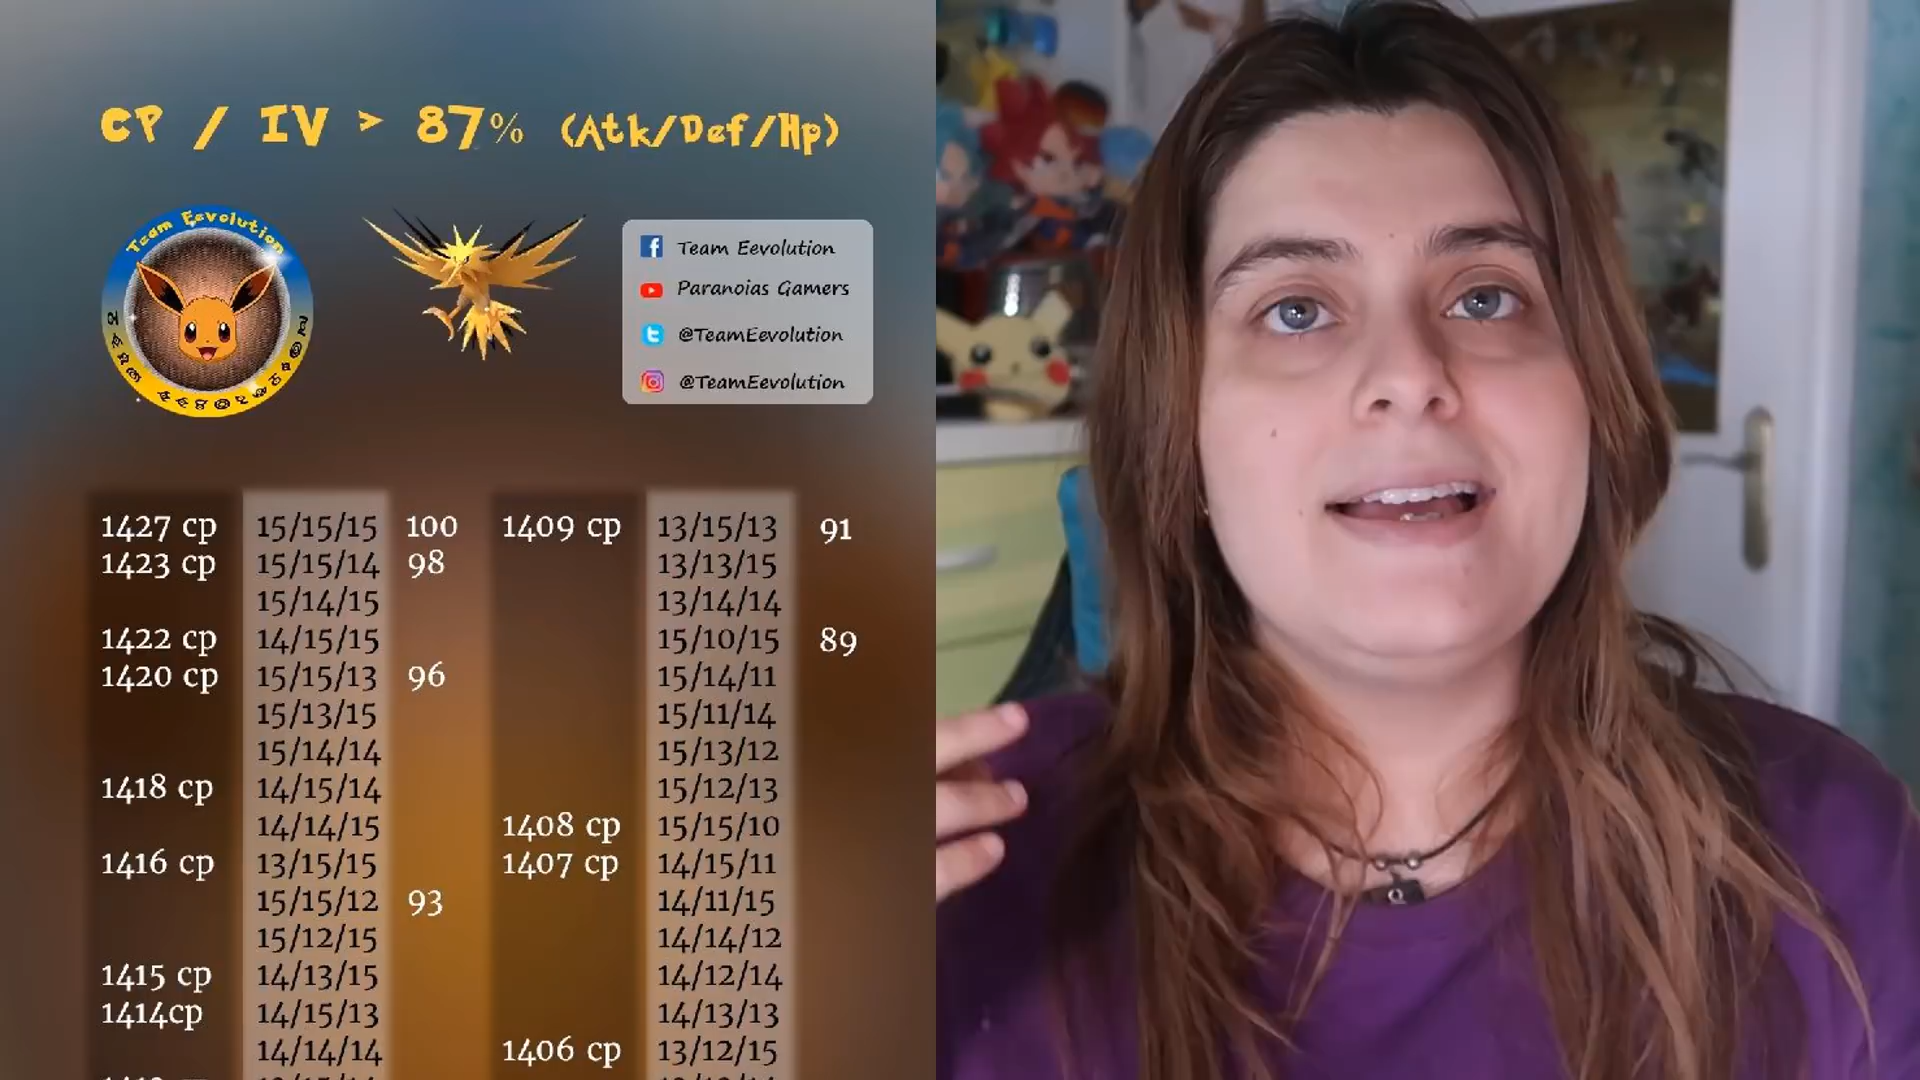 CP / IV > 87% (Atk/Def/Hp)
Team Eevolution
Team Eevolution
Paranoias Gamers
@TeamEevolution
@TeamEevolution
1427 cp 15/15/15 100
1423 cp 15/15/14 98
15/14/15
1422 cp 14/15/15
1420 cp 15/15/13 96
15/13/15
15/14/14
1418 cp 14/15/14
14/14/15
1416 cp 13/15/15
15/15/12 93
15/12/15
1415 cp 14/13/15
1414cp 14/15/13
14/14/14
1409 cp 13/15/13 91
13/13/15
13/14/14
15/10/15 89
15/14/11
15/11/14
15/13/12
15/12/13
1408 cp 15/15/10
1407 cp 14/15/11
14/11/15
14/14/12
14/12/14
14/13/13
1406 cp 13/12/15